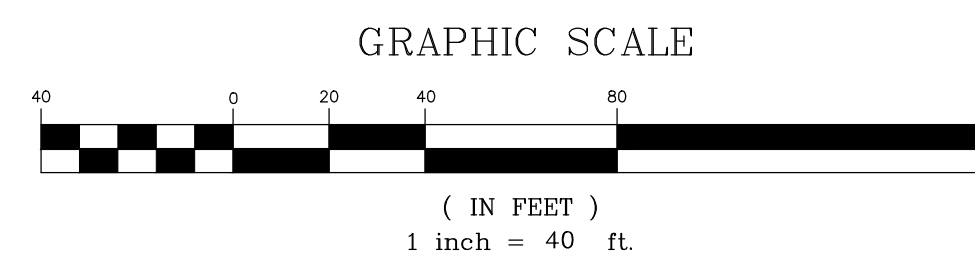 GRAPHIC SCALE
40 0 20 40 80
( IN FEET )
1 inch = 40 ft.